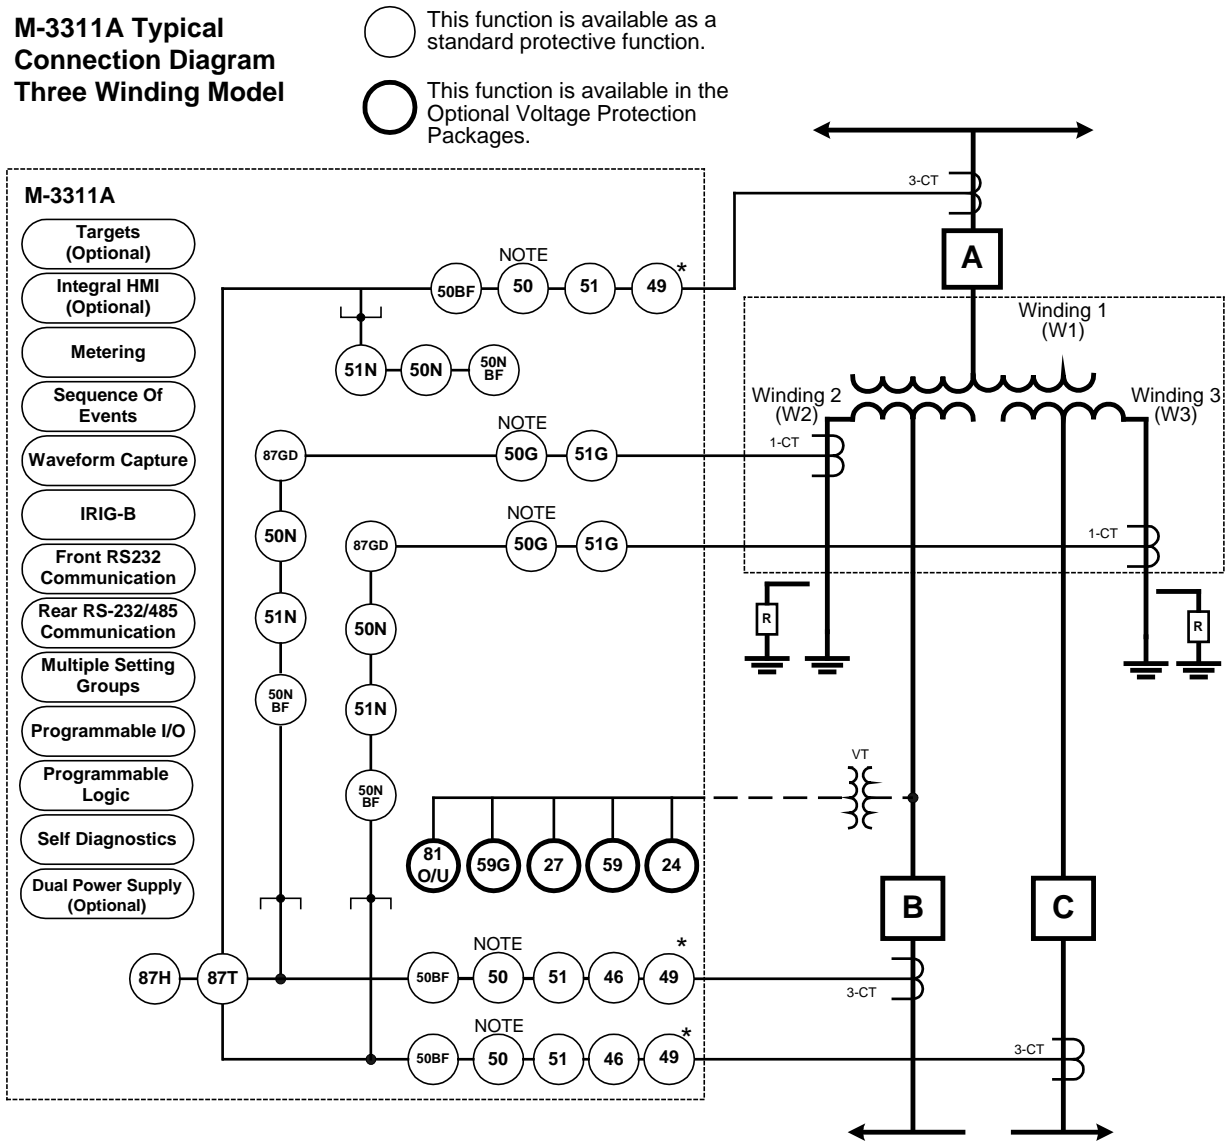 M-3311A Typical
Connection Diagram
Three Winding Model
This function is available as a
standard protective function.
This function is available in the
Optional Voltage Protection
Packages.
M-3311A
Targets
(Optional)
Integral HMI
(Optional)
Metering
Sequence Of
Events
Waveform Capture
IRIG-B
Front RS232
Communication
Rear RS-232/485
Communication
Multiple Setting
Groups
Programmable I/O
Programmable
Logic
Self Diagnostics
Dual Power Supply
(Optional)
3-CT
A
NOTE
50BF
50
51
49
*
51N
50N
50N
BF
Winding 1
(W1)
Winding 2
(W2)
Winding 3
(W3)
NOTE
87GD
50G
51G
1-CT
NOTE
87GD
50G
51G
1-CT
50N
51N
50N
BF
50N
51N
50N
BF
R
R
VT
81
O/U
59G
27
59
24
B
C
NOTE
*
87H
87T
50BF
50
51
46
49
3-CT
NOTE
*
50BF
50
51
46
49
3-CT